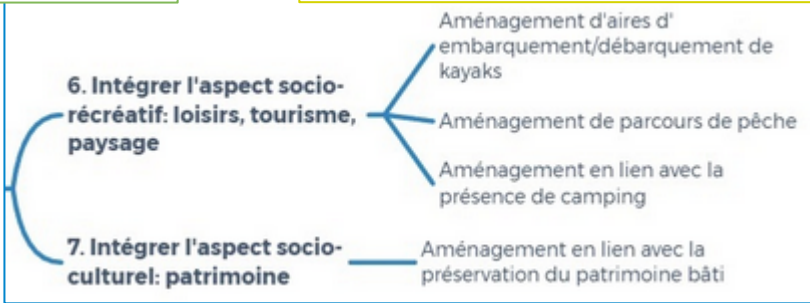 6. Intégrer l'aspect socio-
récréatif: loisirs, tourisme,
paysage
Aménagement d'aires d'
embarquement/débarquement de
kayaks
Aménagement de parcours de pêche
Aménagement en lien avec la
présence de camping
7. Intégrer l'aspect socio-
culturel: patrimoine
Aménagement en lien avec la
préservation du patrimoine bâti